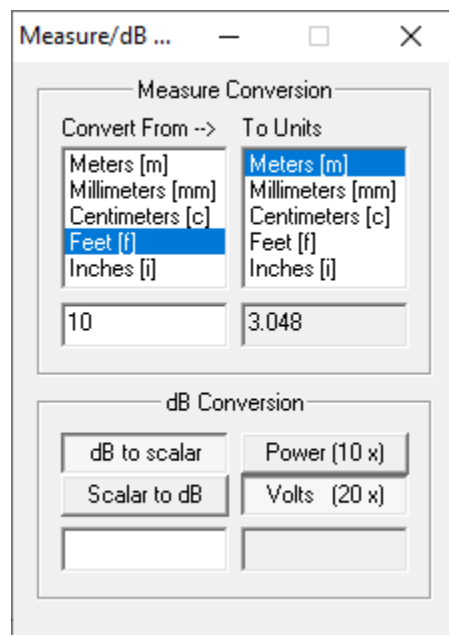 Measure/dB ...
Measure Conversion
Convert From --> To Units
Meters [m] Meters [m]
Millimeters [mm] Millimeters [mm]
Centimeters [c] Centimeters [c]
Feet [f] Feet [f]
Inches [i] Inches [i]
10 3.048
dB Conversion
dB to scalar Power (10 x)
Scalar to dB Volts (20 x)